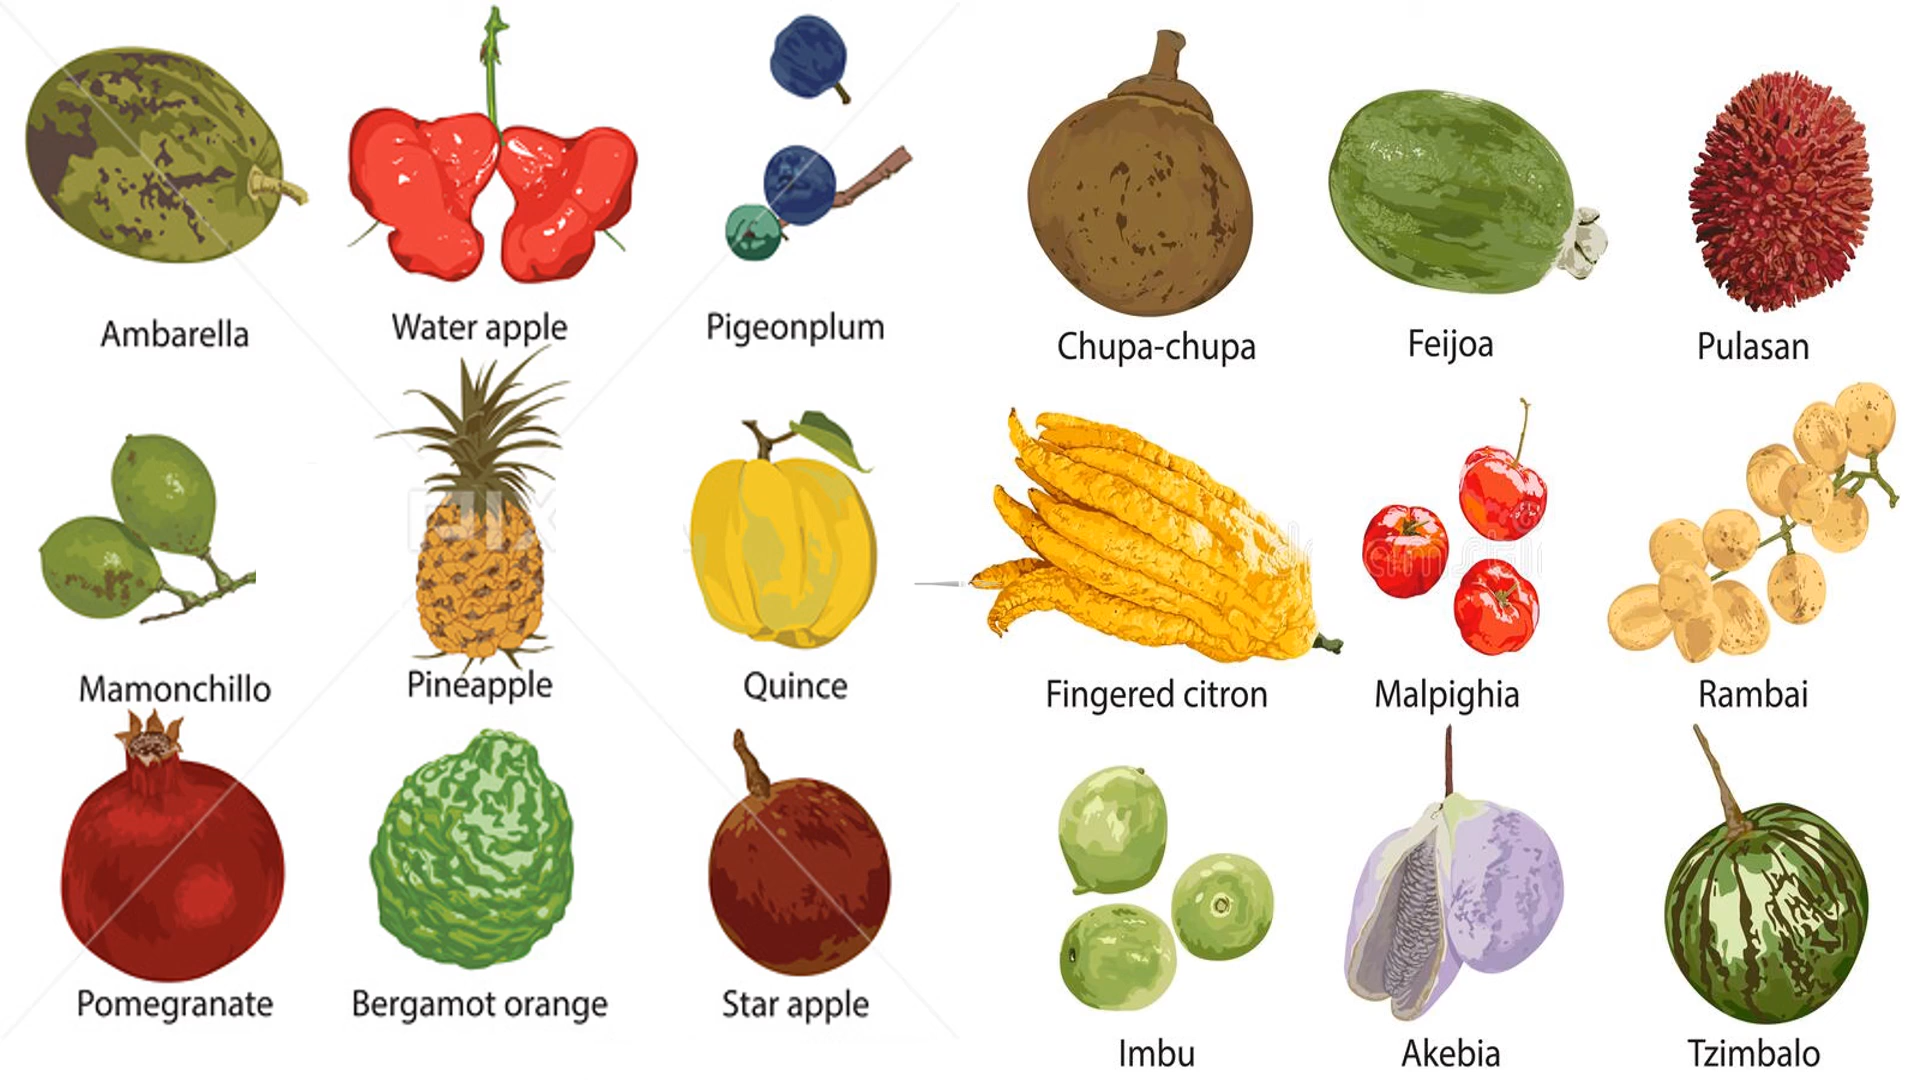 Ambarella
Water apple
Pigeonplum
Chupa-chupa
Feijoa
Pulasan
Mamonchillo
Pineapple
Quince
Fingered citron
Malpighia
Rambai
Pomegranate
Bergamot orange
Star apple
Imbu
Akebia
Tzimbalo